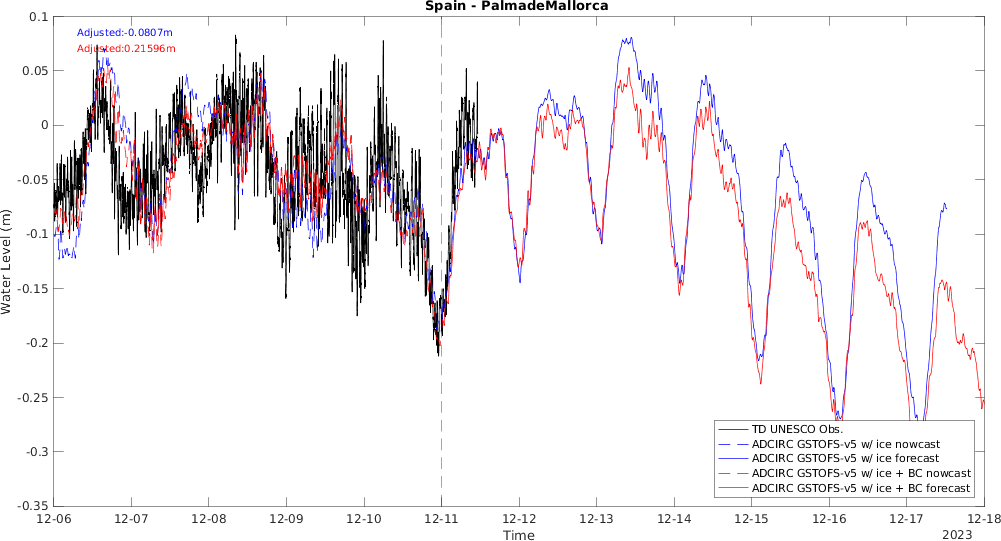 Spain - PalmadeMallorca
Adjusted:-0.0807m
Adjusted:0.21596m
0.1
0.05
0
-0.05
-0.1
-0.15
-0.2
-0.25
-0.3
-0.35
Water Level (m)
TD UNESCO Obs.
ADCIRC GSTOFS-v5 w/ ice nowcast
ADCIRC GSTOFS-v5 w/ ice forecast
ADCIRC GSTOFS-v5 w/ ice + BC nowcast
ADCIRC GSTOFS-v5 w/ ice + BC forecast
12-06 12-07 12-08 12-09 12-10 12-11 12-12 12-13 12-14 12-15 12-16 12-17 12-18
Time
2023